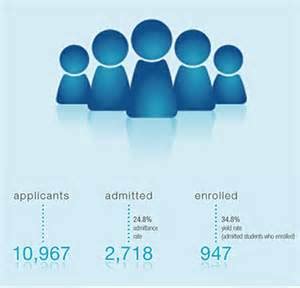 applicants admitted enrolled
24.8% 34.8%
admittance yield rate
rate (admitted students who enrolled)
10,967 2,718 947